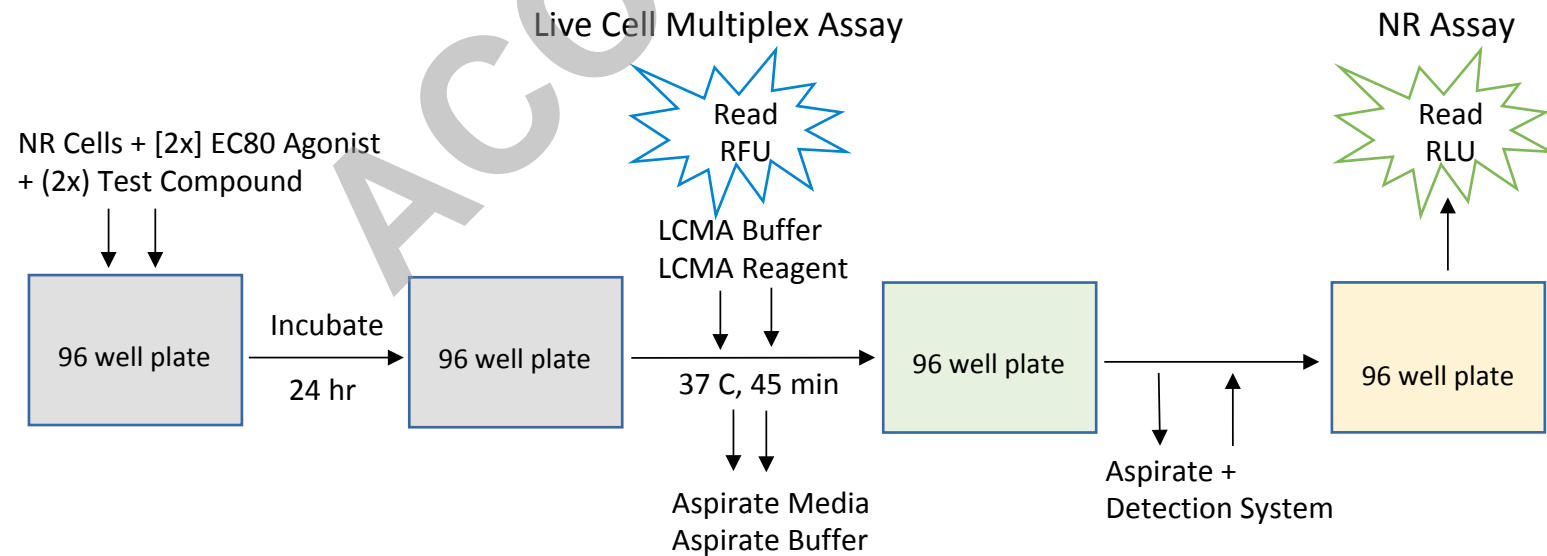 Live Cell Multiplex Assay
NR Assay
Read
RFU
Read
RLU
NR Cells + [2x] EC80 Agonist
+ (2x) Test Compound
LCMA Buffer
LCMA Reagent
96 well plate
Incubate
24 hr
96 well plate
37 C, 45 min
96 well plate
96 well plate
Aspirate Media
Aspirate Buffer
Aspirate +
Detection System
ACC